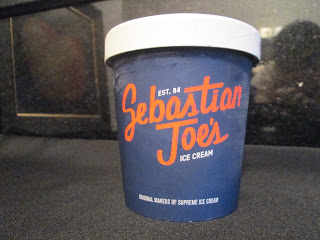 EST. 84
Sebastian
Joe's
ICE CREAM
ORIGINAL MAKERS OF SUPREME ICE CREAM